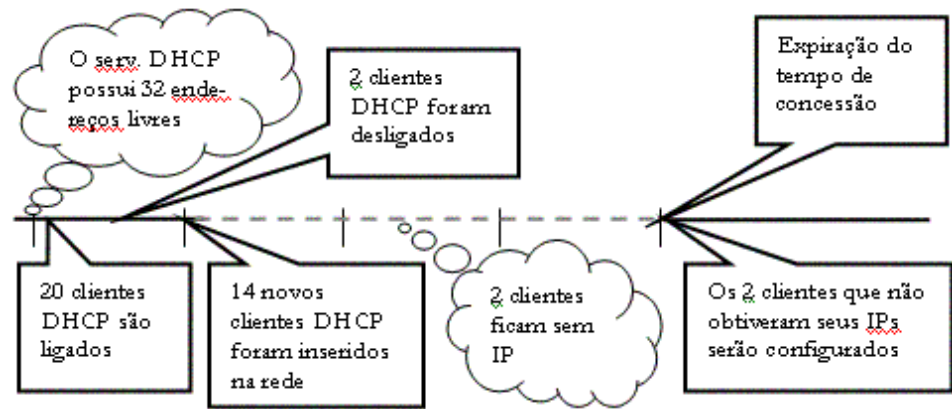 O serv. DHCP
possui 32 ende-
reços livres
2 clientes
DHCP foram
desligados
Expiração do
tempo de
concessão
20 clientes
DHCP são
ligados
14 novos
clientes DHCP
foram inseridos
na rede
2 clientes
ficam sem
IP
Os 2 clientes que não
obtiveram seus IPs
serão configurados